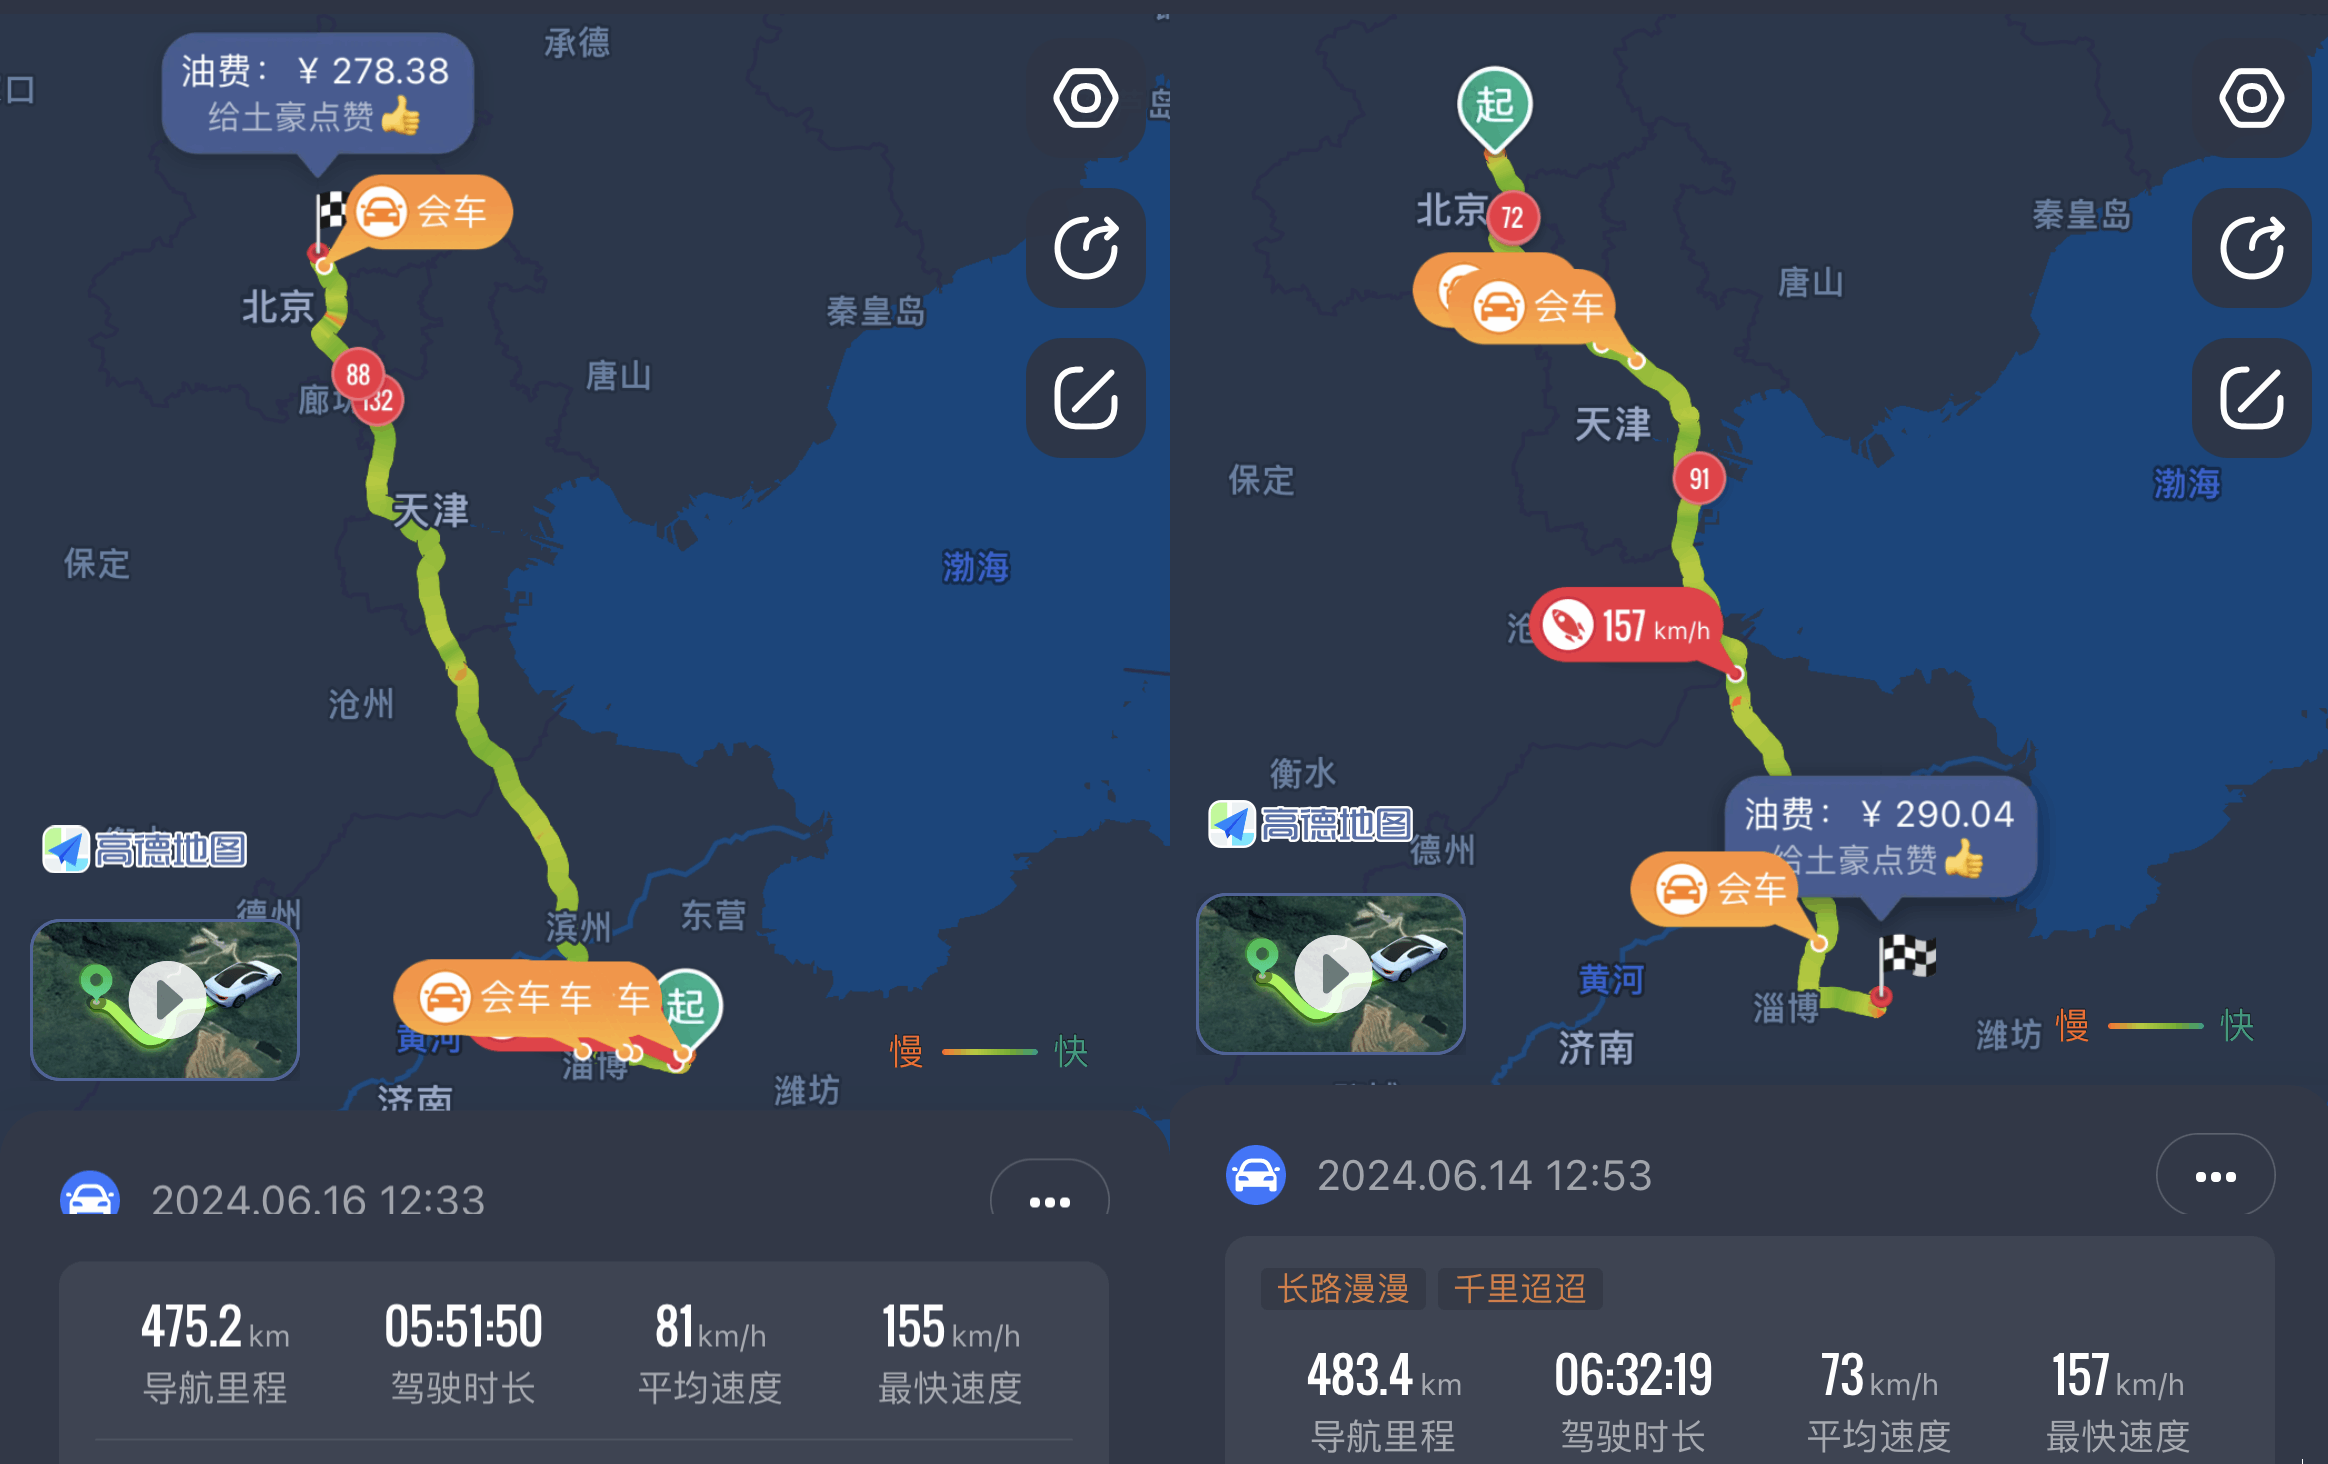 承德
口
油费：￥278.38
给土豪点赞👍
岛
会车
北京
秦皇岛
88
132
唐山
天津
保定
渤海
沧州
高德地图
德州
滨州
东营
会车 车 车
起
黄河
淄博
慢 快
潍坊
济南
2024.06.16 12:33
475.2 km
导航里程
05:51:50
驾驶时长
81 km/h
平均速度
155 km/h
最快速度
起
北京
72
秦皇岛
唐山
会车
天津
保定
91
渤海
沧
157 km/h
衡水
高德地图
德州
油费：￥290.04
给土豪点赞👍
会车
黄河
淄博
济南
潍坊
慢 快
2024.06.14 12:53
长路漫漫 千里迢迢
483.4 km
导航里程
06:32:19
驾驶时长
73 km/h
平均速度
157 km/h
最快速度